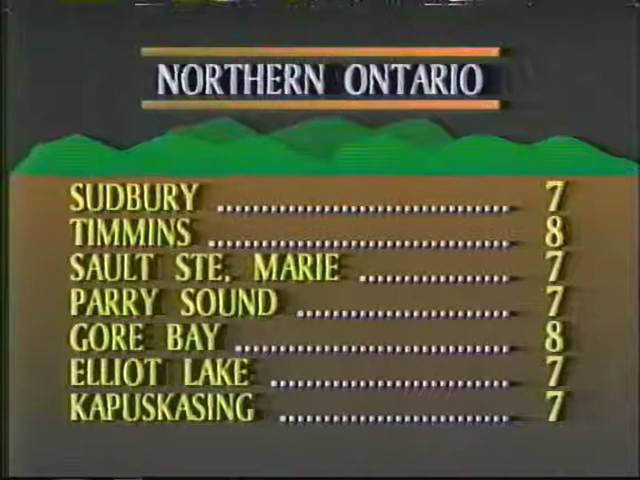 NORTHERN ONTARIO
SUDBURY ................................ 7
TIMMINS ................................. 8
SAULT STE. MARIE ................ 7
PARRY SOUND ....................... 7
GORE BAY .............................. 8
ELLIOT LAKE .......................... 7
KAPUSKASING ......................... 7